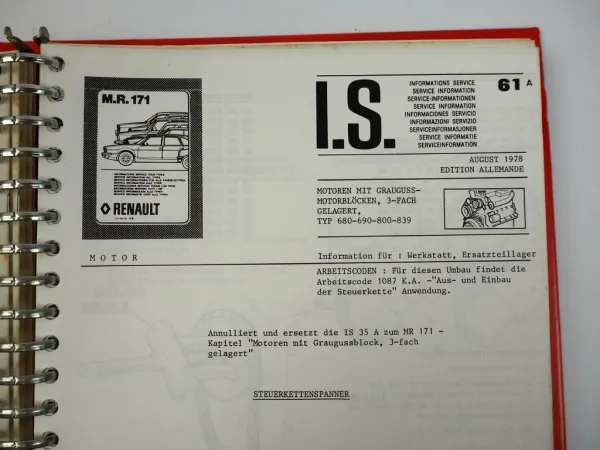 M.R. 171
RENAULT
I.S.
INFORMATIONS SERVICE
SERVICE INFORMATION
SERVICE-INFORMATIONEN
SERVICE INFORMATION
INFORMACIONES SERVICIO
INFORMAZIONI SERVIZIO
SERVICEINFORMASJONER
SERVICE INFORMATIE
SERVICEINFORMATION
61 A
AUGUST 1978
EDITION ALLEMANDE
MOTOREN MIT GRAUGUSS-
MOTORBLÖCKEN, 3-FACH
GELAGERT,
TYP 680-690-800-839
MOTOR
Information für : Werkstatt, Ersatzteillager
ARBEITSCODEN : Für diesen Umbau findet die
Arbeitscode 1087 K.A. -"Aus- und Einbau
der Steuerkette" Anwendung.
Annulliert und ersetzt die IS 35 A zum MR 171 -
Kapitel "Motoren mit Graugussblock, 3-fach
gelagert"
STEUERKETTENSPANNER